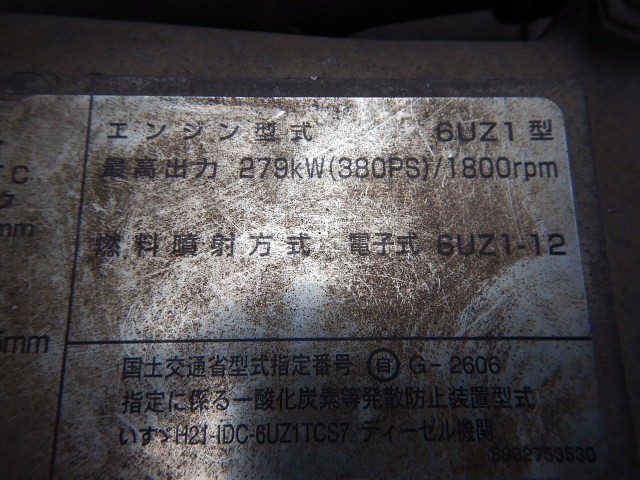 エンジン型式 6UZ1型
最高出力 279kW(380PS)/1800rpm
燃料噴射方式 電子式 6UZ1-12
国土交通省型式指定番号 自 G-2606
指定に係る一酸化炭素等発散防止装置型式
いすゞH21-IDC-6UZ1TCS7 ディーゼル機関
8982753530
C
ク
mm
5mm